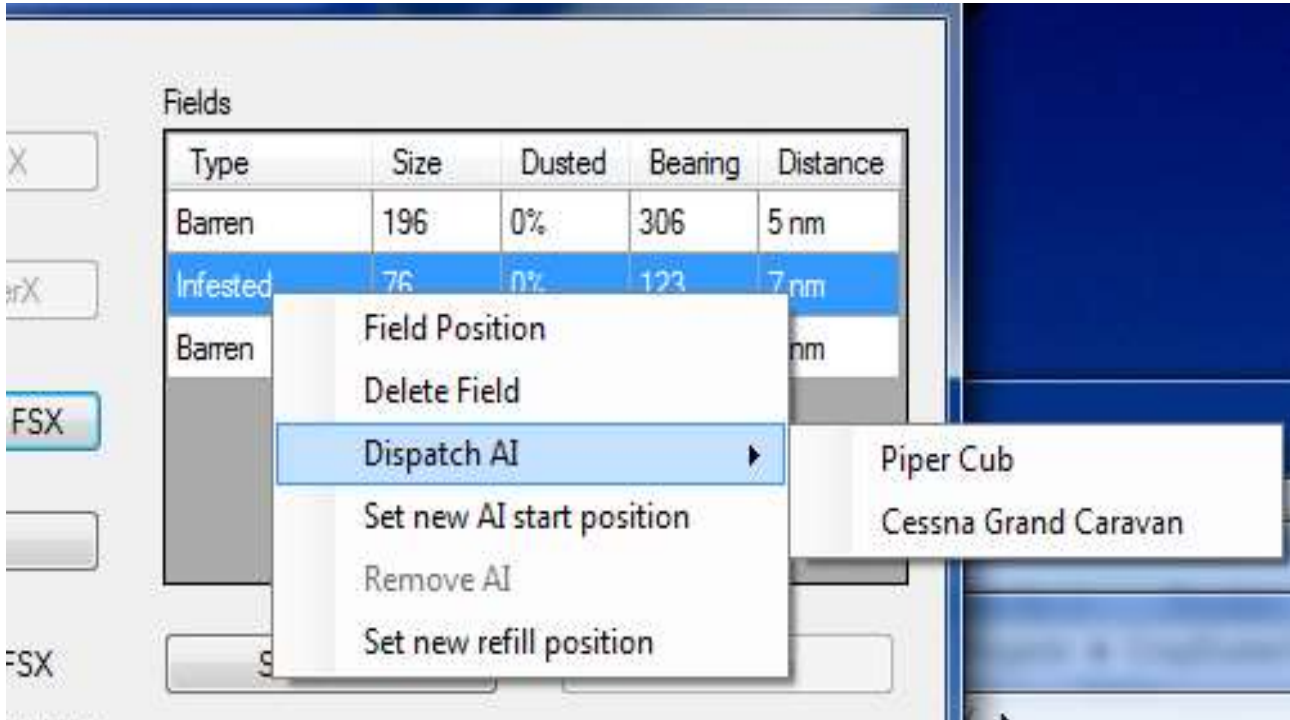 Fields
X
Type Size Dusted Bearing Distance
Barren 196 0% 306 5 nm
erX
Infested 76 0% 123 7 nm
Field Position
Barren nm
Delete Field
FSX
Dispatch AI
Piper Cub
Set new AI start position
Cessna Grand Caravan
Remove AI
Set new refill position
FSX
S